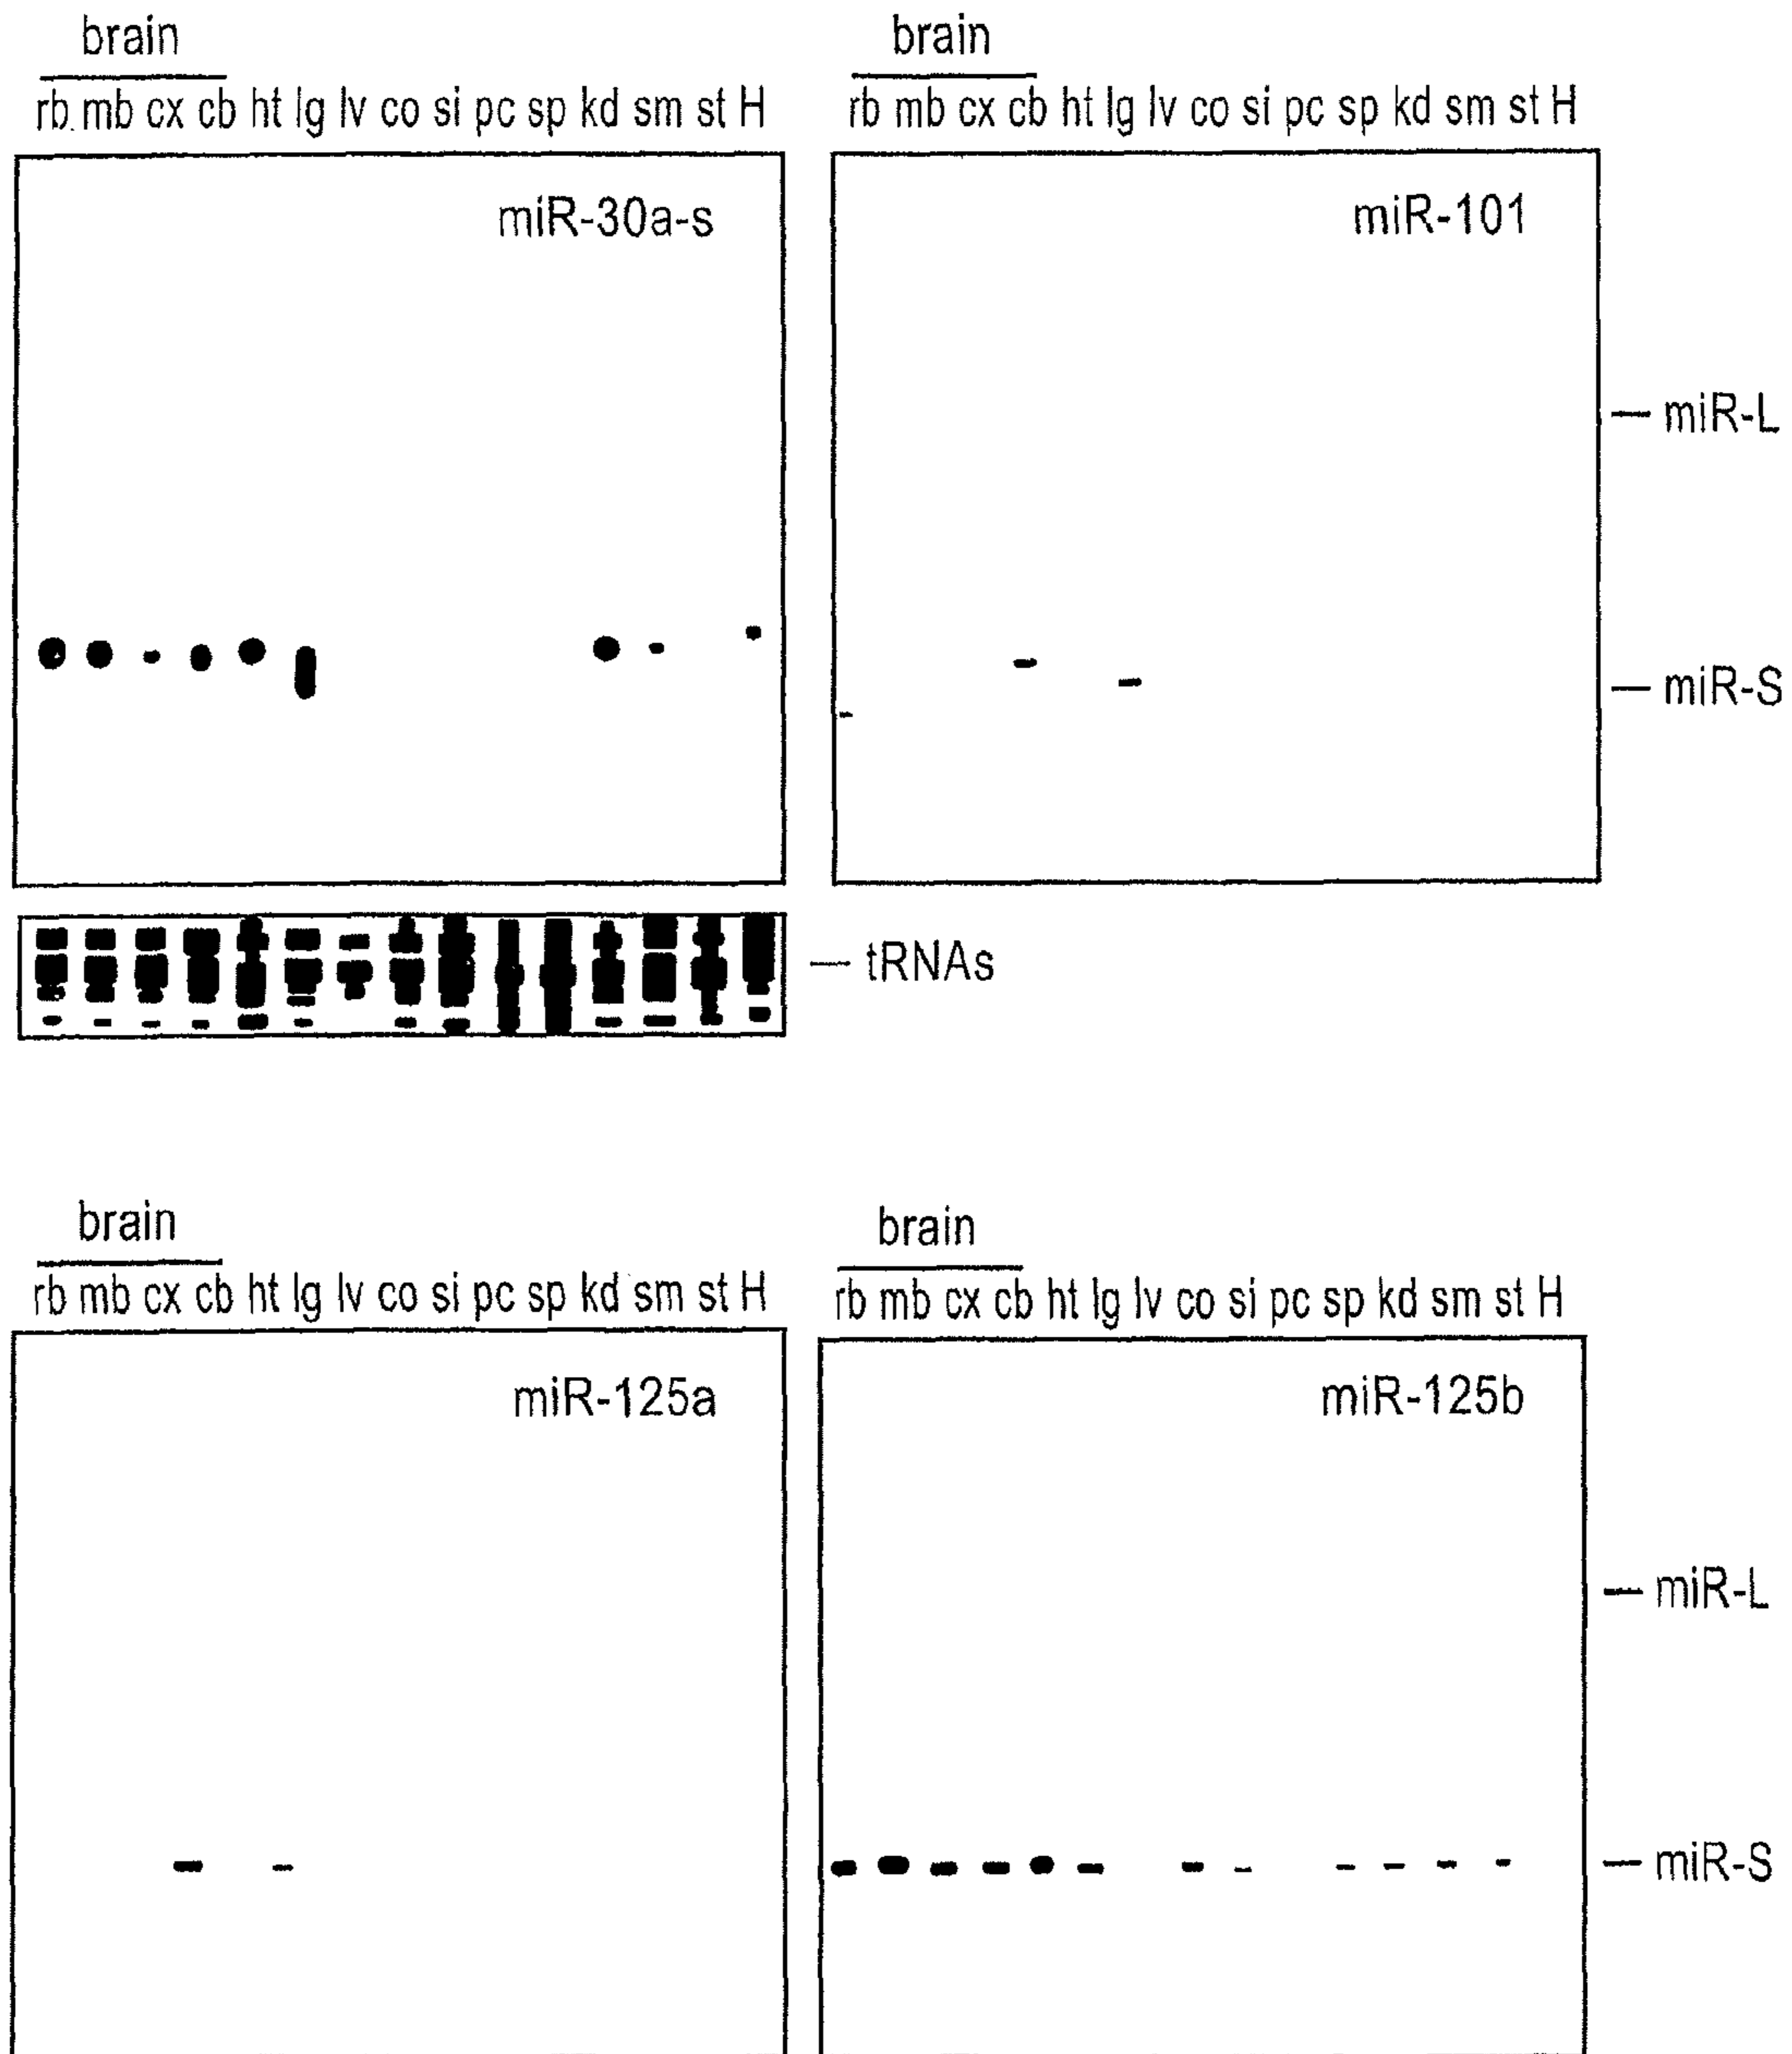 brain brain
rb mb cx cb ht lg lv co si pc sp kd sm st H rb mb cx cb ht lg lv co si pc sp kd sm st H
miR-30a-s miR-101
— miR-L
— miR-S
— tRNAs
brain brain
rb mb cx cb ht lg lv co si pc sp kd sm st H rb mb cx cb ht lg lv co si pc sp kd sm st H
miR-125a miR-125b
— miR-L
— miR-S